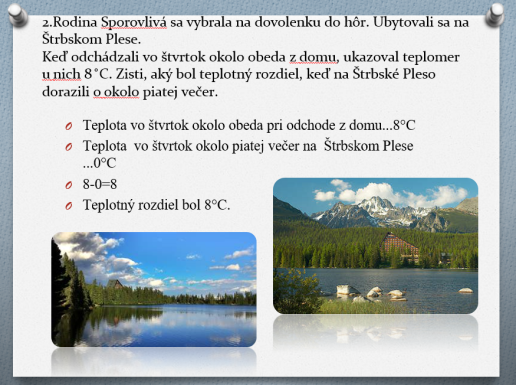 2.Rodina Sporovlivá sa vybrala na dovolenku do hôr. Ubytovali sa na
Štrbskom Plese.
Keď odchádzali vo štvrtok okolo obeda z domu, ukazoval teplomer
u nich 8˚C. Zisti, aký bol teplotný rozdiel, keď na Štrbské Pleso
dorazili o okolo piatej večer.
Teplota vo štvrtok okolo obeda pri odchode z domu...8°C
Teplota  vo štvrtok okolo piatej večer na  Štrbskom Plese
...0°C
8-0=8
Teplotný rozdiel bol 8°C.